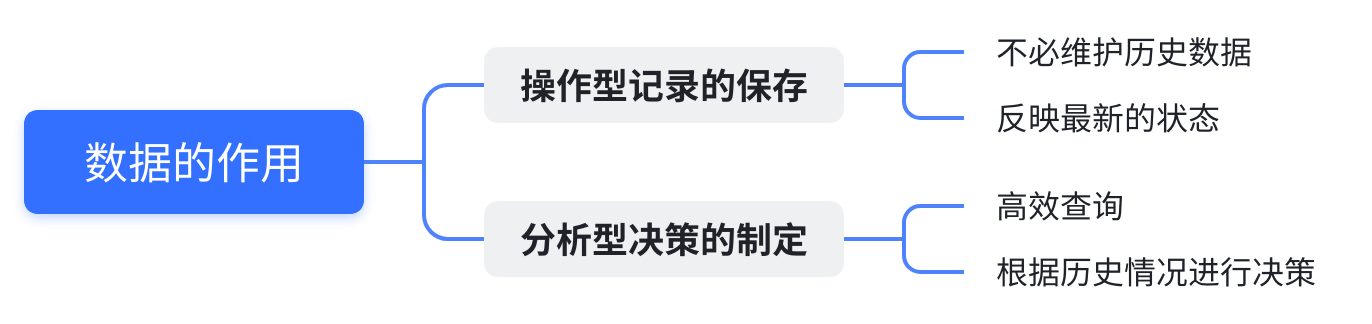 数据的作用
操作型记录的保存
不必维护历史数据
反映最新的状态
分析型决策的制定
高效查询
根据历史情况进行决策